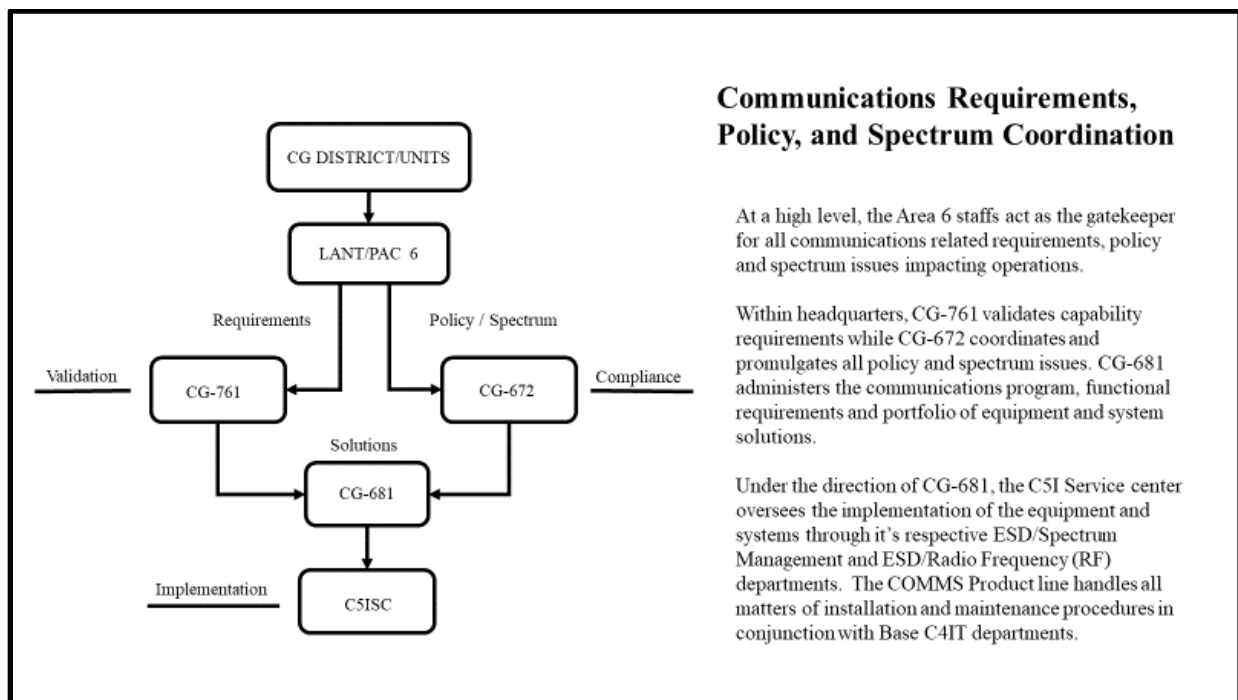 Communications Requirements,
Policy, and Spectrum Coordination
CG DISTRICT/UNITS
LANT/PAC 6
Requirements
Policy / Spectrum
Validation
CG-761
CG-672
Compliance
Solutions
CG-681
Implementation
C5ISC
At a high level, the Area 6 staffs act as the gatekeeper
for all communications related requirements, policy
and spectrum issues impacting operations.
Within headquarters, CG-761 validates capability
requirements while CG-672 coordinates and
promulgates all policy and spectrum issues. CG-681
administers the communications program, functional
requirements and portfolio of equipment and system
solutions.
Under the direction of CG-681, the C5I Service center
oversees the implementation of the equipment and
systems through it's respective ESD/Spectrum
Management and ESD/Radio Frequency (RF)
departments. The COMMS Product line handles all
matters of installation and maintenance procedures in
conjunction with Base C4IT departments.